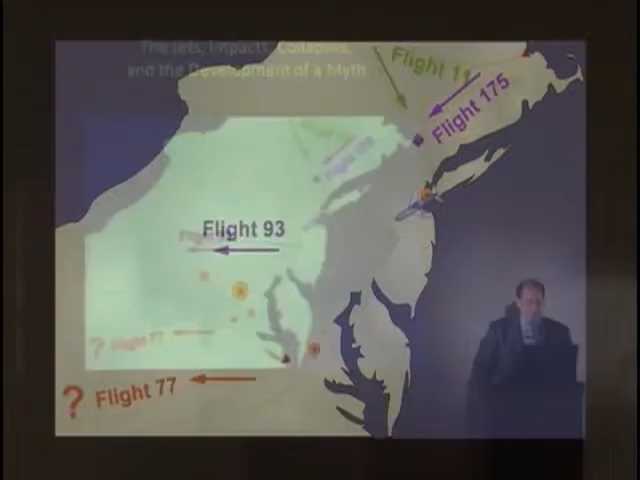 The Jets, Impacts, Collapses,
and the Development of a Myth
Flight 11
Flight 175
Flight 93
? Flight 77